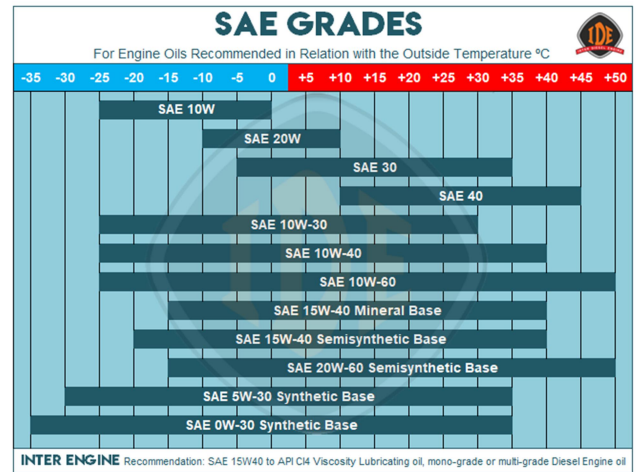 SAE GRADES
For Engine Oils Recommended in Relation with the Outside Temperature ºC
IDE
-35 -30 -25 -20 -15 -10 -5 0 +5 +10 +15 +20 +25 +30 +35 +40 +45 +50
SAE 10W
SAE 20W
SAE 30
SAE 40
SAE 10W-30
SAE 10W-40
SAE 10W-60
SAE 15W-40 Mineral Base
SAE 15W-40 Semisynthetic Base
SAE 20W-60 Semisynthetic Base
SAE 5W-30 Synthetic Base
SAE 0W-30 Synthetic Base
IDE
INTER ENGINE Recommendation: SAE 15W40 to API CI4 Viscosity Lubricating oil, mono-grade or multi-grade Diesel Engine oil